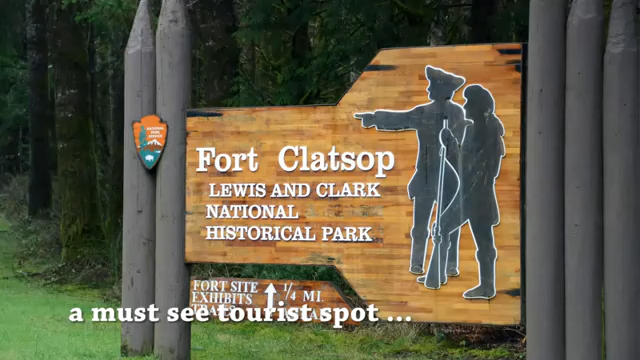 Fort Clatsop
LEWIS AND CLARK
NATIONAL
HISTORICAL PARK
FORT SITE
EXHIBITS
1/4 MI
a must see tourist spot ...